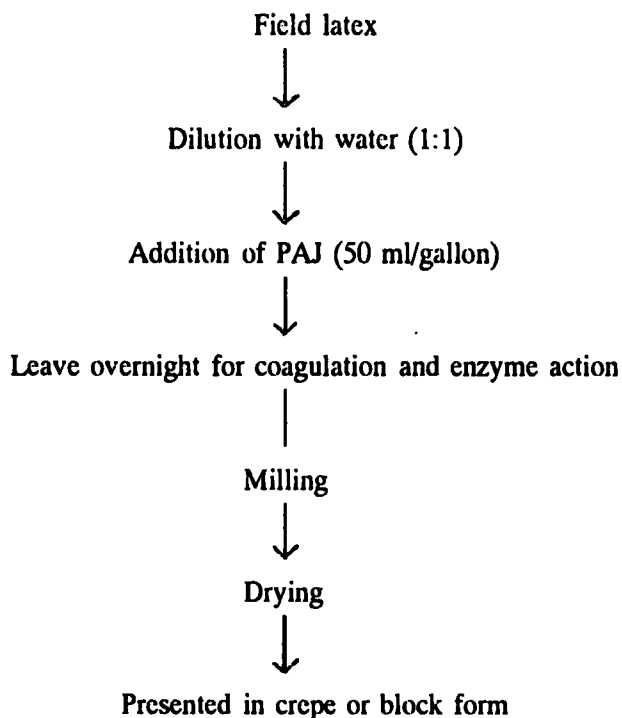 Field latex
Dilution with water (1:1)
Addition of PAJ (50 ml/gallon)
Leave overnight for coagulation and enzyme action
Milling
Drying
Presented in crepe or block form